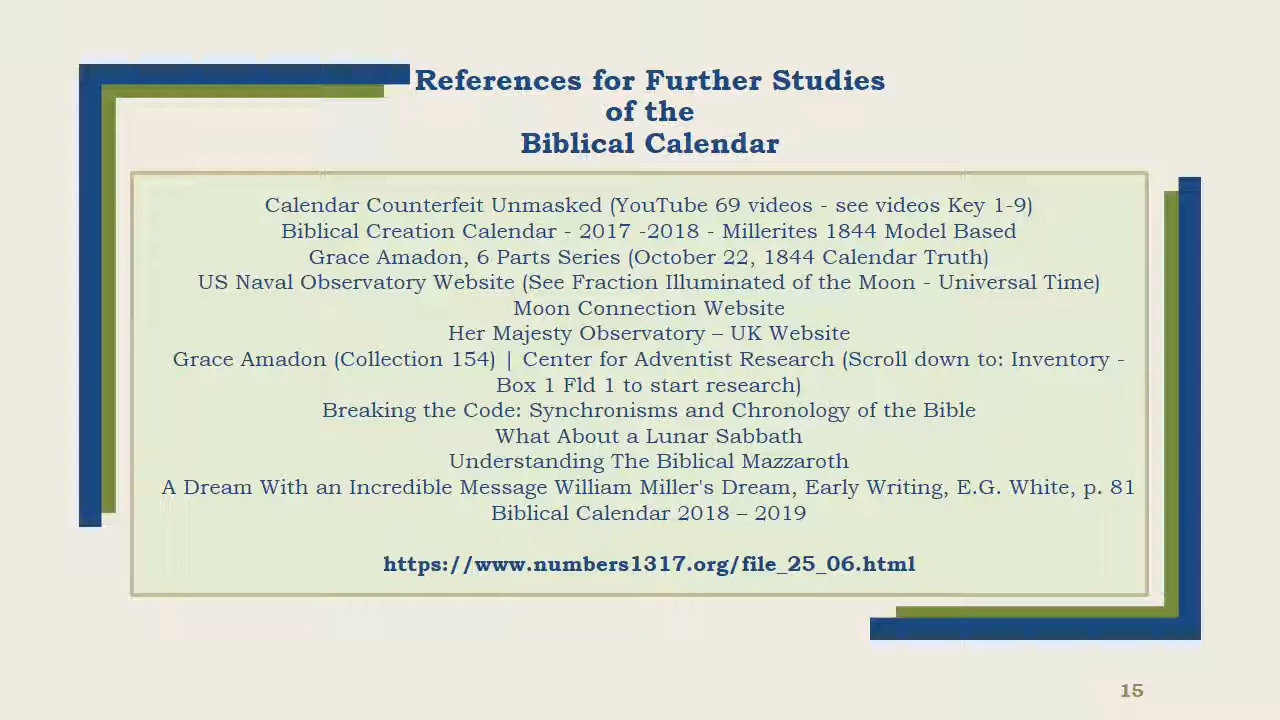 References for Further Studies
of the
Biblical Calendar
Calendar Counterfeit Unmasked (YouTube 69 videos - see videos Key 1-9)
Biblical Creation Calendar - 2017 -2018 - Millerites 1844 Model Based
Grace Amadon, 6 Parts Series (October 22, 1844 Calendar Truth)
US Naval Observatory Website (See Fraction Illuminated of the Moon - Universal Time)
Moon Connection Website
Her Majesty Observatory – UK Website
Grace Amadon (Collection 154) | Center for Adventist Research (Scroll down to: Inventory -
Box 1 Fld 1 to start research)
Breaking the Code: Synchronisms and Chronology of the Bible
What About a Lunar Sabbath
Understanding The Biblical Mazzaroth
A Dream With an Incredible Message William Miller's Dream, Early Writing, E.G. White, p. 81
Biblical Calendar 2018 – 2019
https://www.numbers1317.org/file_25_06.html
15